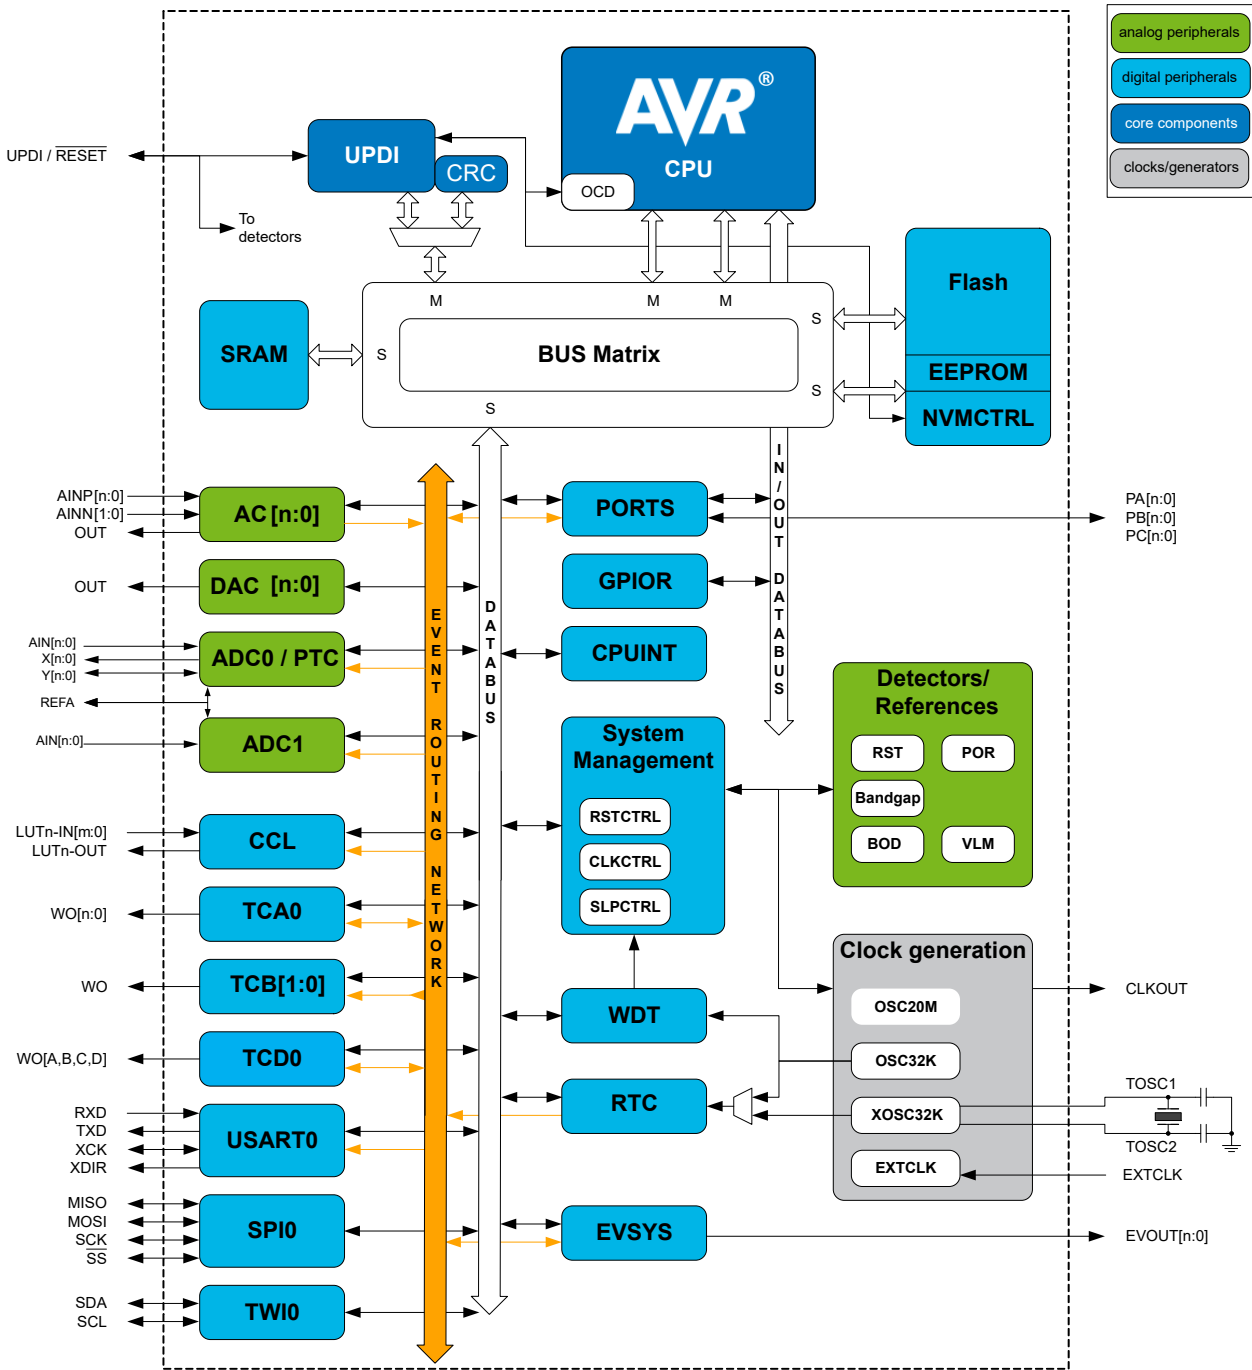 analog peripherals
digital peripherals
core components
clocks/generators
AVR®
CPU
OCD
UPDI / RESET
UPDI
CRC
To
detectors
M
M
M
Flash
SRAM
S
BUS Matrix
S
S
S
EEPROM
NVMCTRL
AINP[n:0]
AINN[1:0]
OUT
AC [n:0]
PORTS
PA[n:0]
PB[n:0]
PC[n:0]
OUT
DAC [n:0]
GPIOR
AIN[n:0]
X[n:0]
Y[n:0]
ADC0 / PTC
CPUINT
REFA
AIN[n:0]
ADC1
EVENT ROUTING NETWORK
DATABUS
IN/OUT DATABUS
System
Management
RSTCTRL
CLKCTRL
SLPCTRL
Detectors/
References
RST
POR
Bandgap
BOD
VLM
LUTn-IN[m:0]
LUTn-OUT
CCL
WO[n:0]
TCA0
WO
TCB[1:0]
WO[A,B,C,D]
TCD0
WDT
RTC
Clock generation
OSC20M
OSC32K
XOSC32K
EXTCLK
CLKOUT
TOSC1
TOSC2
EXTCLK
RXD
TXD
XCK
XDIR
USART0
MISO
MOSI
SCK
SS
SPI0
EVSYS
EVOUT[n:0]
SDA
SCL
TWI0